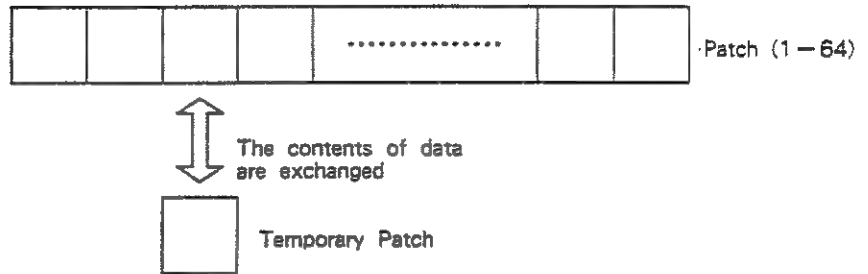 Patch (1−64)
The contents of data
are exchanged
Temporary Patch